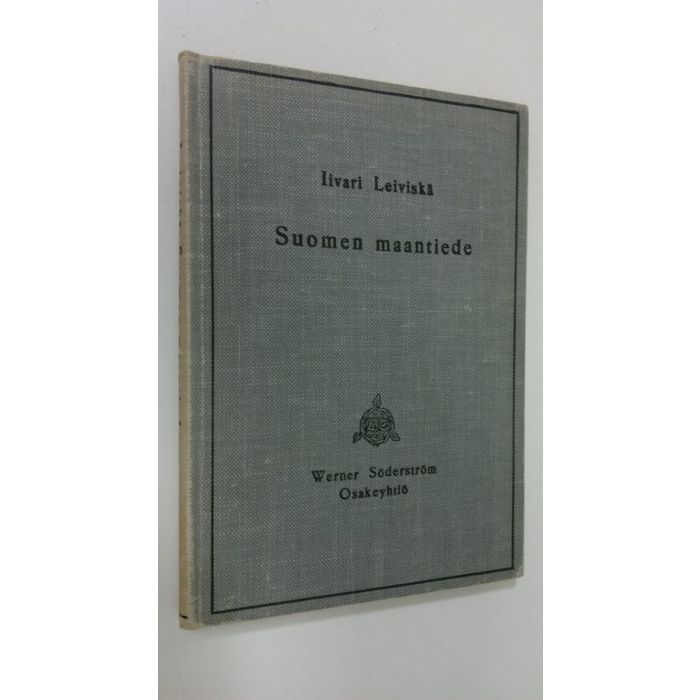 Iivari Leiviskä
Suomen maantiede
Werner Söderström
Osakeyhtiö